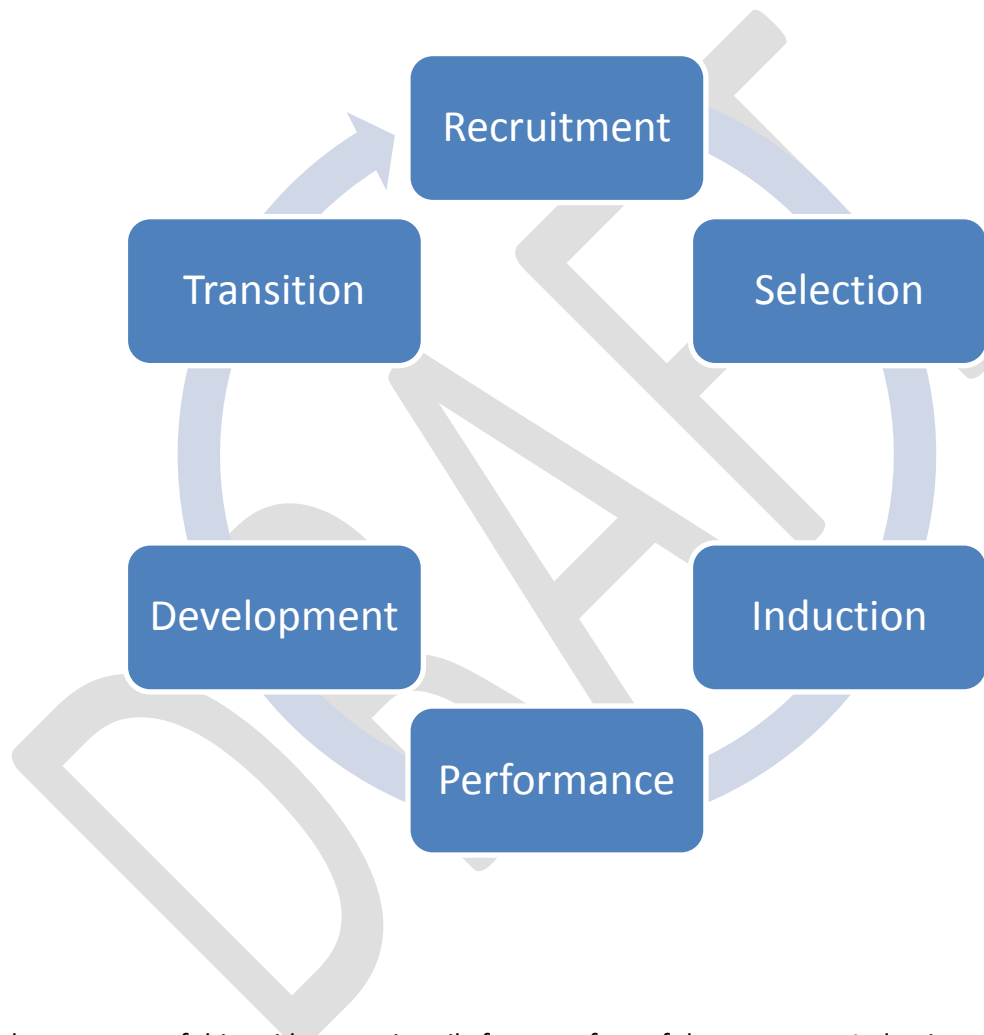 Recruitment
Selection
Induction
Performance
Development
Transition
DRAFT